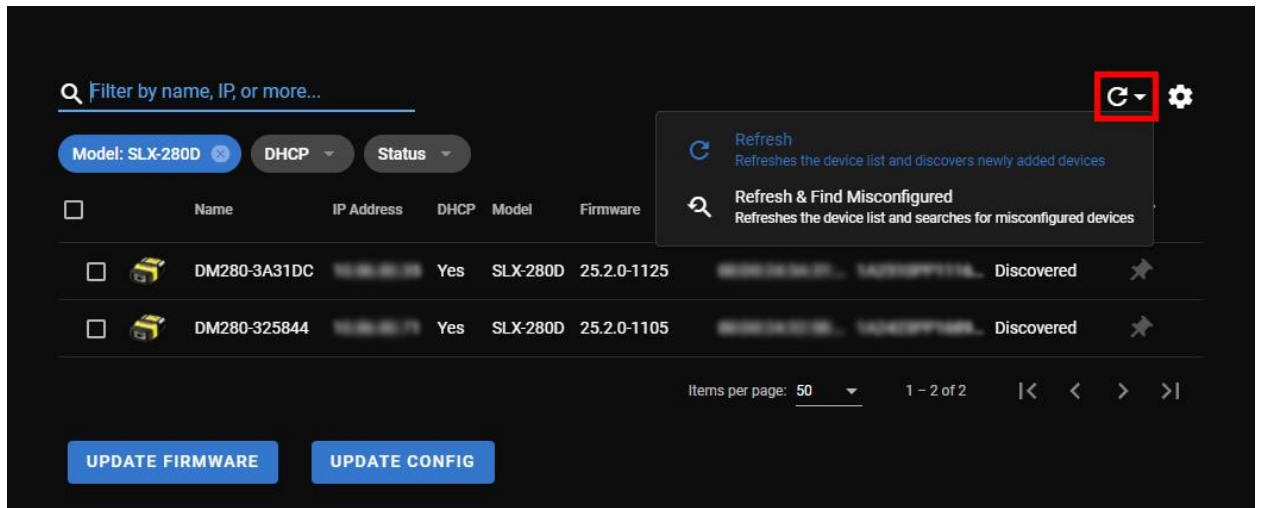 Filter by name, IP, or more...
Model: SLX-280D DHCP Status
Refresh
Refreshes the device list and discovers newly added devices
Refresh & Find Misconfigured
Refreshes the device list and searches for misconfigured devices
Name IP Address DHCP Model Firmware
DM280-3A31DC Yes SLX-280D 25.2.0-1125 Discovered
DM280-325844 Yes SLX-280D 25.2.0-1105 Discovered
Items per page: 50 1 – 2 of 2
UPDATE FIRMWARE UPDATE CONFIG